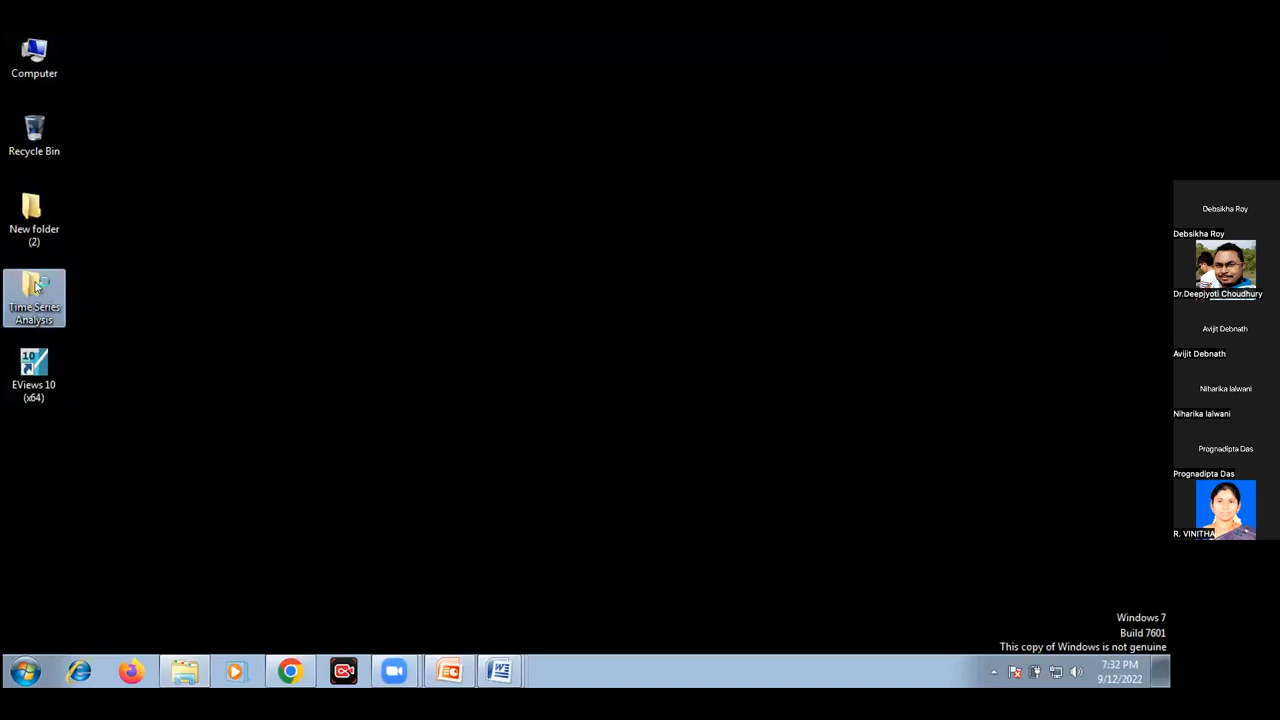 Computer
Recycle Bin
New folder
(2)
Time Series
Analysis
10
EViews 10
(x64)
Debsikha Roy
Debsikha Roy
Dr.Deepjyoti Choudhury
Avijit Debnath
Avijit Debnath
Niharika lalwani
Niharika lalwani
Prognadipta Das
Prognadipta Das
R. VINITHA
Windows 7
Build 7601
This copy of Windows is not genuine
7:32 PM
9/12/2022